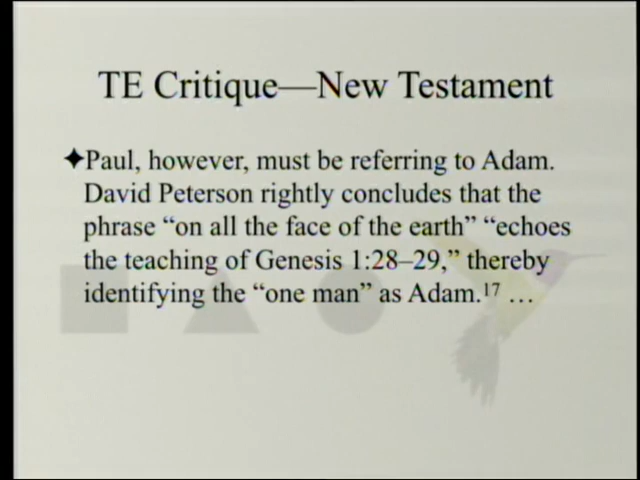 TE Critique—New Testament
✦Paul, however, must be referring to Adam.
David Peterson rightly concludes that the
phrase “on all the face of the earth” “echoes
the teaching of Genesis 1:28–29,” thereby
identifying the “one man” as Adam.¹⁷ …